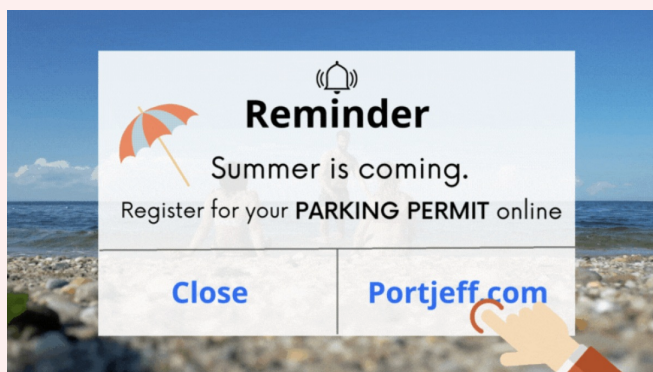 Reminder
Summer is coming.
Register for your PARKING PERMIT online
Close
Portjeff.com